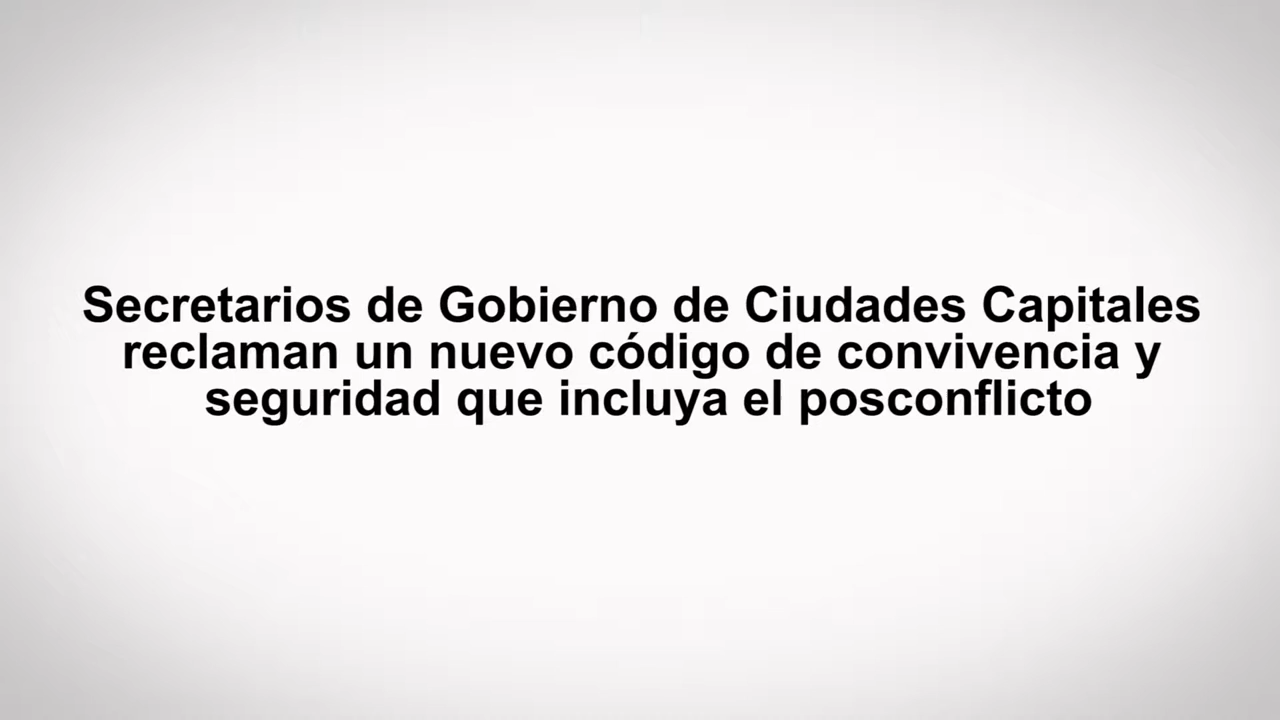 Secretarios de Gobierno de Ciudades Capitales
reclaman un nuevo código de convivencia y
seguridad que incluya el posconflicto